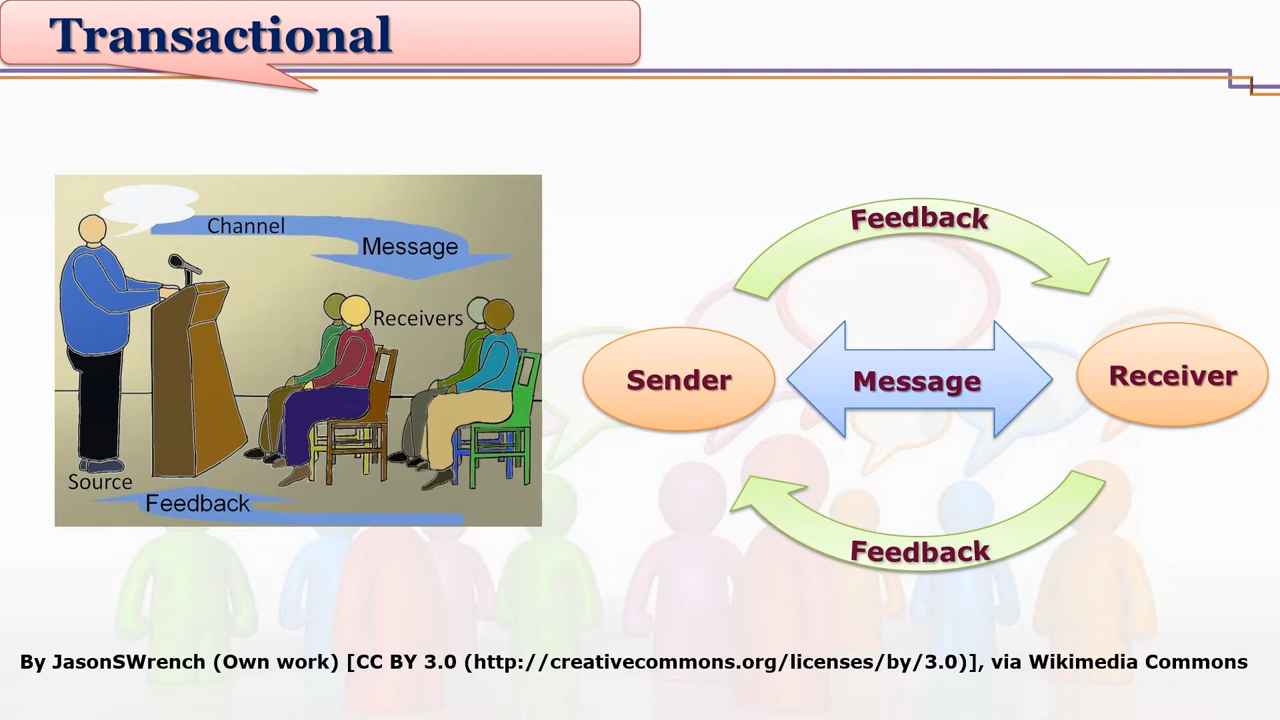 Transactional
Channel
Message
Receivers
Source
Feedback
Feedback
Sender
Message
Receiver
Feedback
By JasonSWrench (Own work) [CC BY 3.0 (http://creativecommons.org/licenses/by/3.0)], via Wikimedia Commons